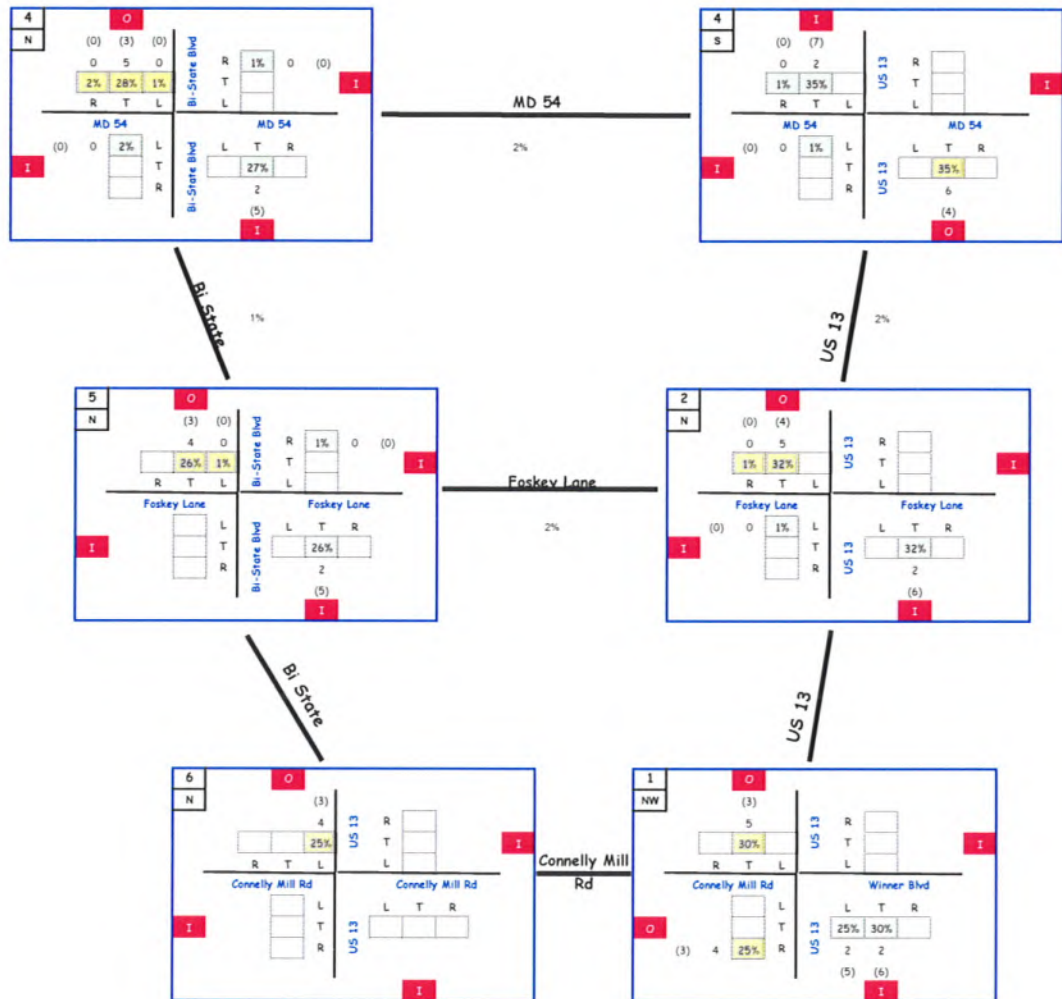 4
N
O
(0) (3) (0)
0 5 0
2% 28% 1%
R T L
Bi-State Blvd
R 1% 0 (0)
T
L
I
MD 54
MD 54
(0) 0 2% L
T
R
I
Bi-State Blvd
L T R
27%
2
(5)
I
MD 54
2%
4
S
I
(0) (7)
0 2
1% 35%
R T L
US 13
R
T
L
I
MD 54
MD 54
(0) 0 1% L
T
R
I
US 13
L T R
35%
6
(4)
O
Bi State
1%
US 13
2%
5
N
O
(3) (0)
4 0
26% 1%
R T L
Bi-State Blvd
R 1% 0 (0)
T
L
I
Foskey Lane
Foskey Lane
L
T
R
I
Bi-State Blvd
L T R
26%
2
(5)
I
Foskey Lane
2%
2
N
O
(0) (4)
0 5
1% 32%
R T L
US 13
R
T
L
I
Foskey Lane
Foskey Lane
(0) 0 1% L
T
R
I
US 13
L T R
32%
2
(6)
I
Bi State
US 13
6
N
O
(3)
4
25%
R T L
US 13
R
T
L
I
Connelly Mill Rd
Connelly Mill Rd
L
T
R
I
US 13
L T R
I
Connelly Mill
Rd
1
NW
O
(3)
5
30%
R T L
US 13
R
T
L
I
Connelly Mill Rd
Winner Blvd
L
T
(3) 4 25% R
O
US 13
L T R
25% 30%
2 2
(5) (6)
I